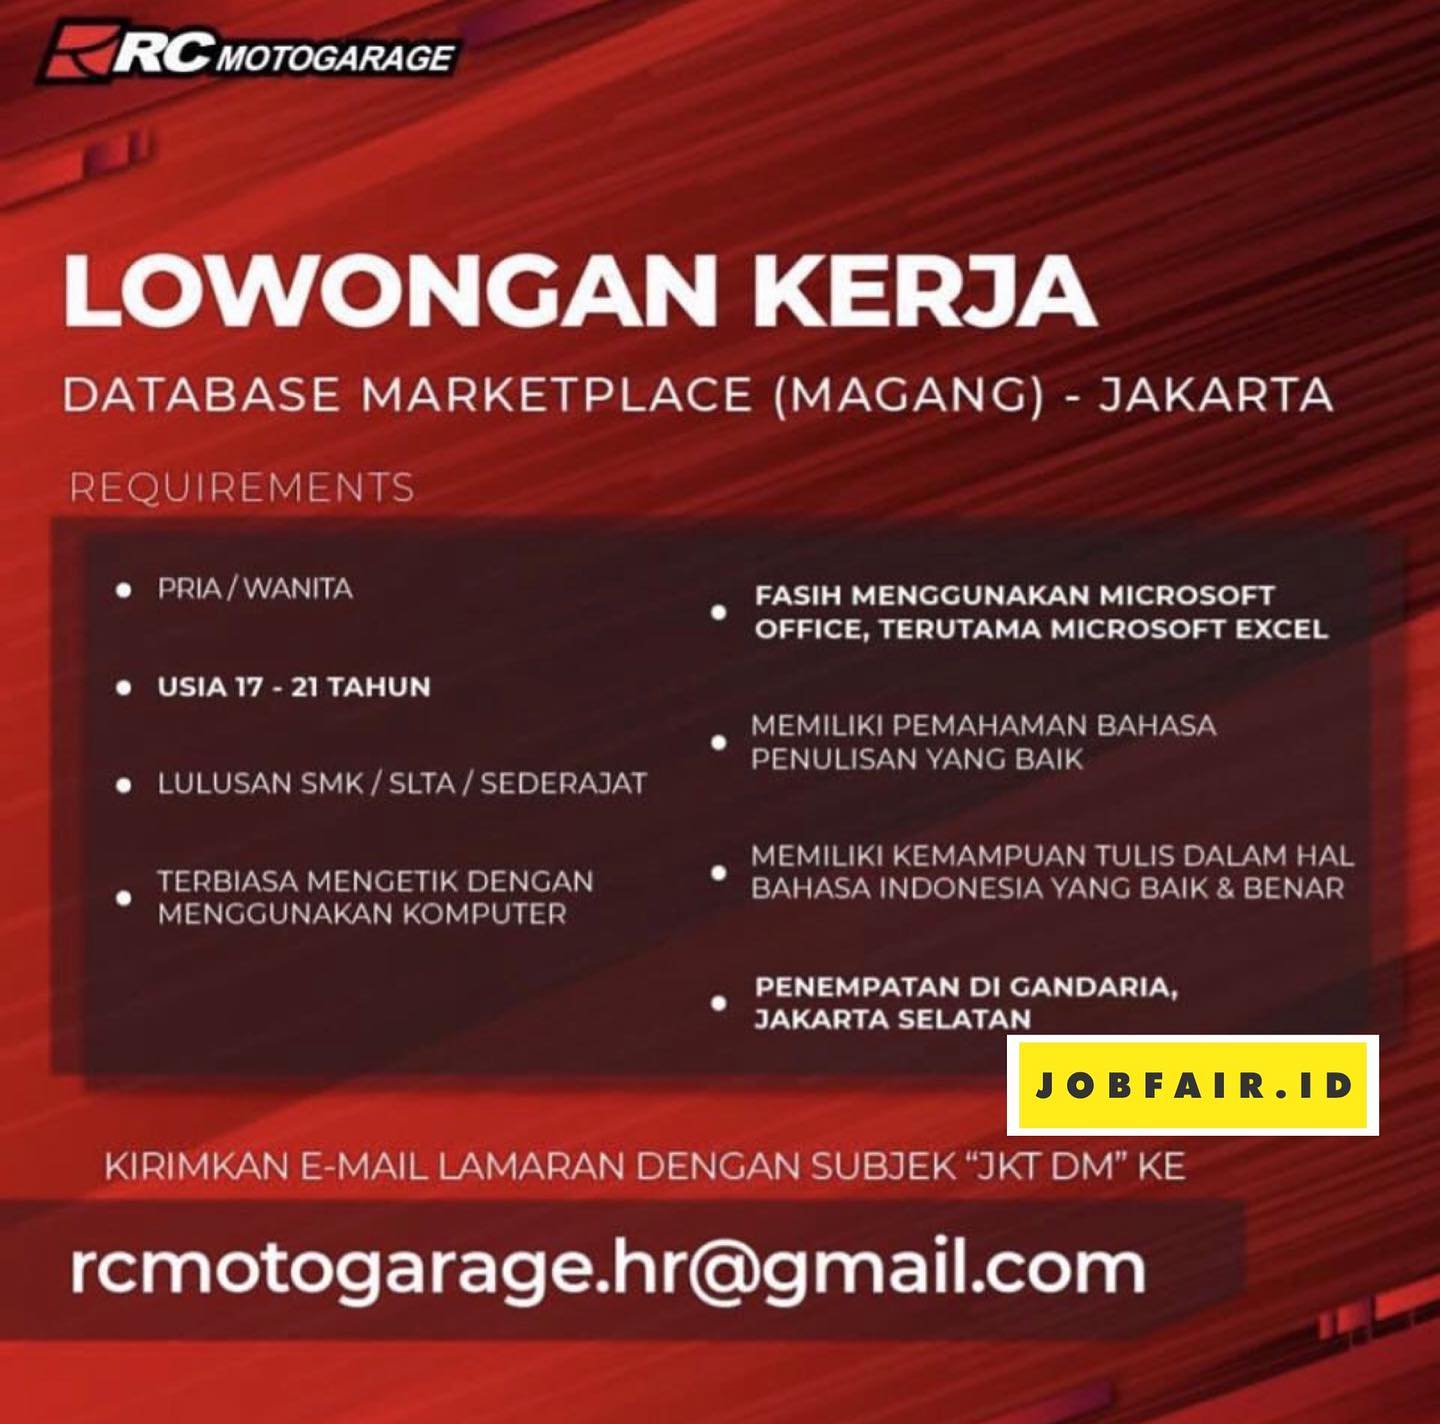 RC MOTOGARAGE
LOWONGAN KERJA
DATABASE MARKETPLACE (MAGANG) - JAKARTA
REQUIREMENTS
• PRIA / WANITA
• USIA 17 - 21 TAHUN
• LULUSAN SMK / SLTA / SEDERAJAT
• TERBIASA MENGETIK DENGAN
MENGGUNAKAN KOMPUTER
• FASIH MENGGUNAKAN MICROSOFT
OFFICE, TERUTAMA MICROSOFT EXCEL
• MEMILIKI PEMAHAMAN BAHASA
PENULISAN YANG BAIK
• MEMILIKI KEMAMPUAN TULIS DALAM HAL
BAHASA INDONESIA YANG BAIK & BENAR
• PENEMPATAN DI GANDARIA,
JAKARTA SELATAN
JOBFAIR.ID
KIRIMKAN E-MAIL LAMARAN DENGAN SUBJEK “JKT DM” KE
rcmotogarage.hr@gmail.com